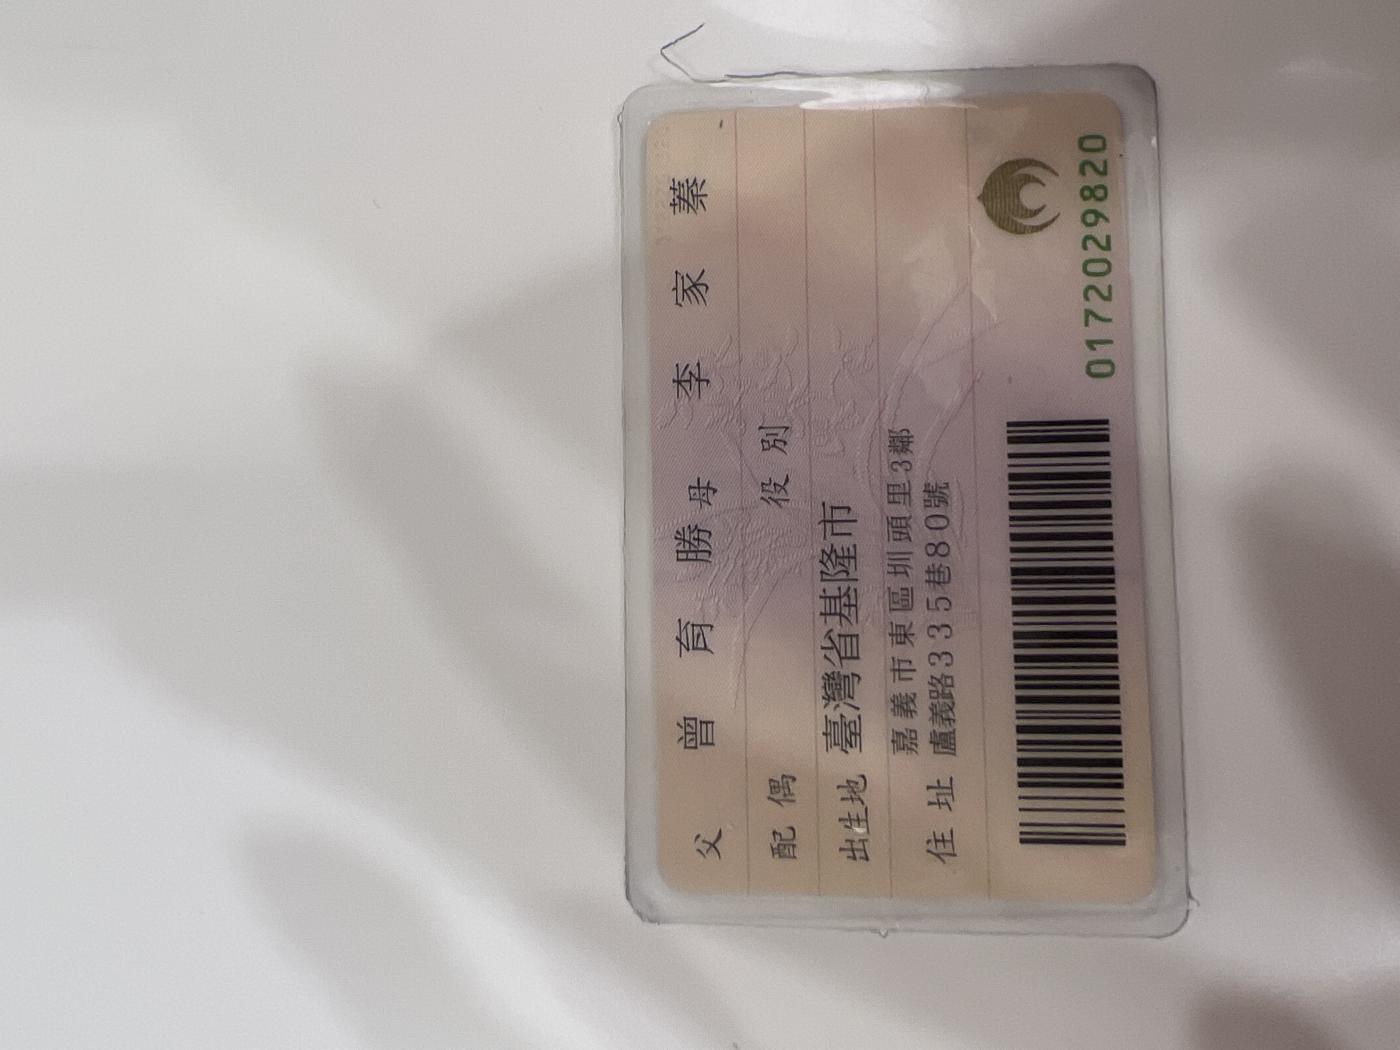 父 曾育勝 母 李家蓁
配偶 役別
出生地 臺灣省基隆市
住址 嘉義市東區圳頭里3鄰
盧義路335巷80號
0172029820